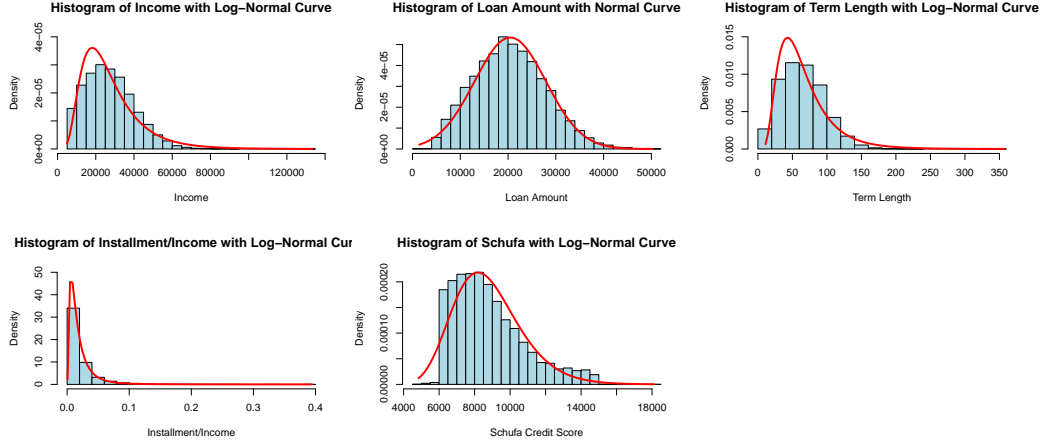 Histogram of Income with Log−Normal Curve
Density
0e+00
2e−05
4e−05
0
20000
40000
60000
80000
120000
Income
Histogram of Loan Amount with Normal Curve
Density
0e+00
2e−05
4e−05
0
10000
20000
30000
40000
50000
Loan Amount
Histogram of Term Length with Log−Normal Curve
Density
0.000
0.005
0.010
0.015
0
50
100
150
200
250
300
350
Term Length
Histogram of Installment/Income with Log−Normal Cur
Density
0
10
20
30
40
50
0.0
0.1
0.2
0.3
0.4
Installment/Income
Histogram of Schufa with Log−Normal Curve
Density
0.00000
0.00010
0.00020
4000
6000
8000
10000
14000
18000
Schufa Credit Score